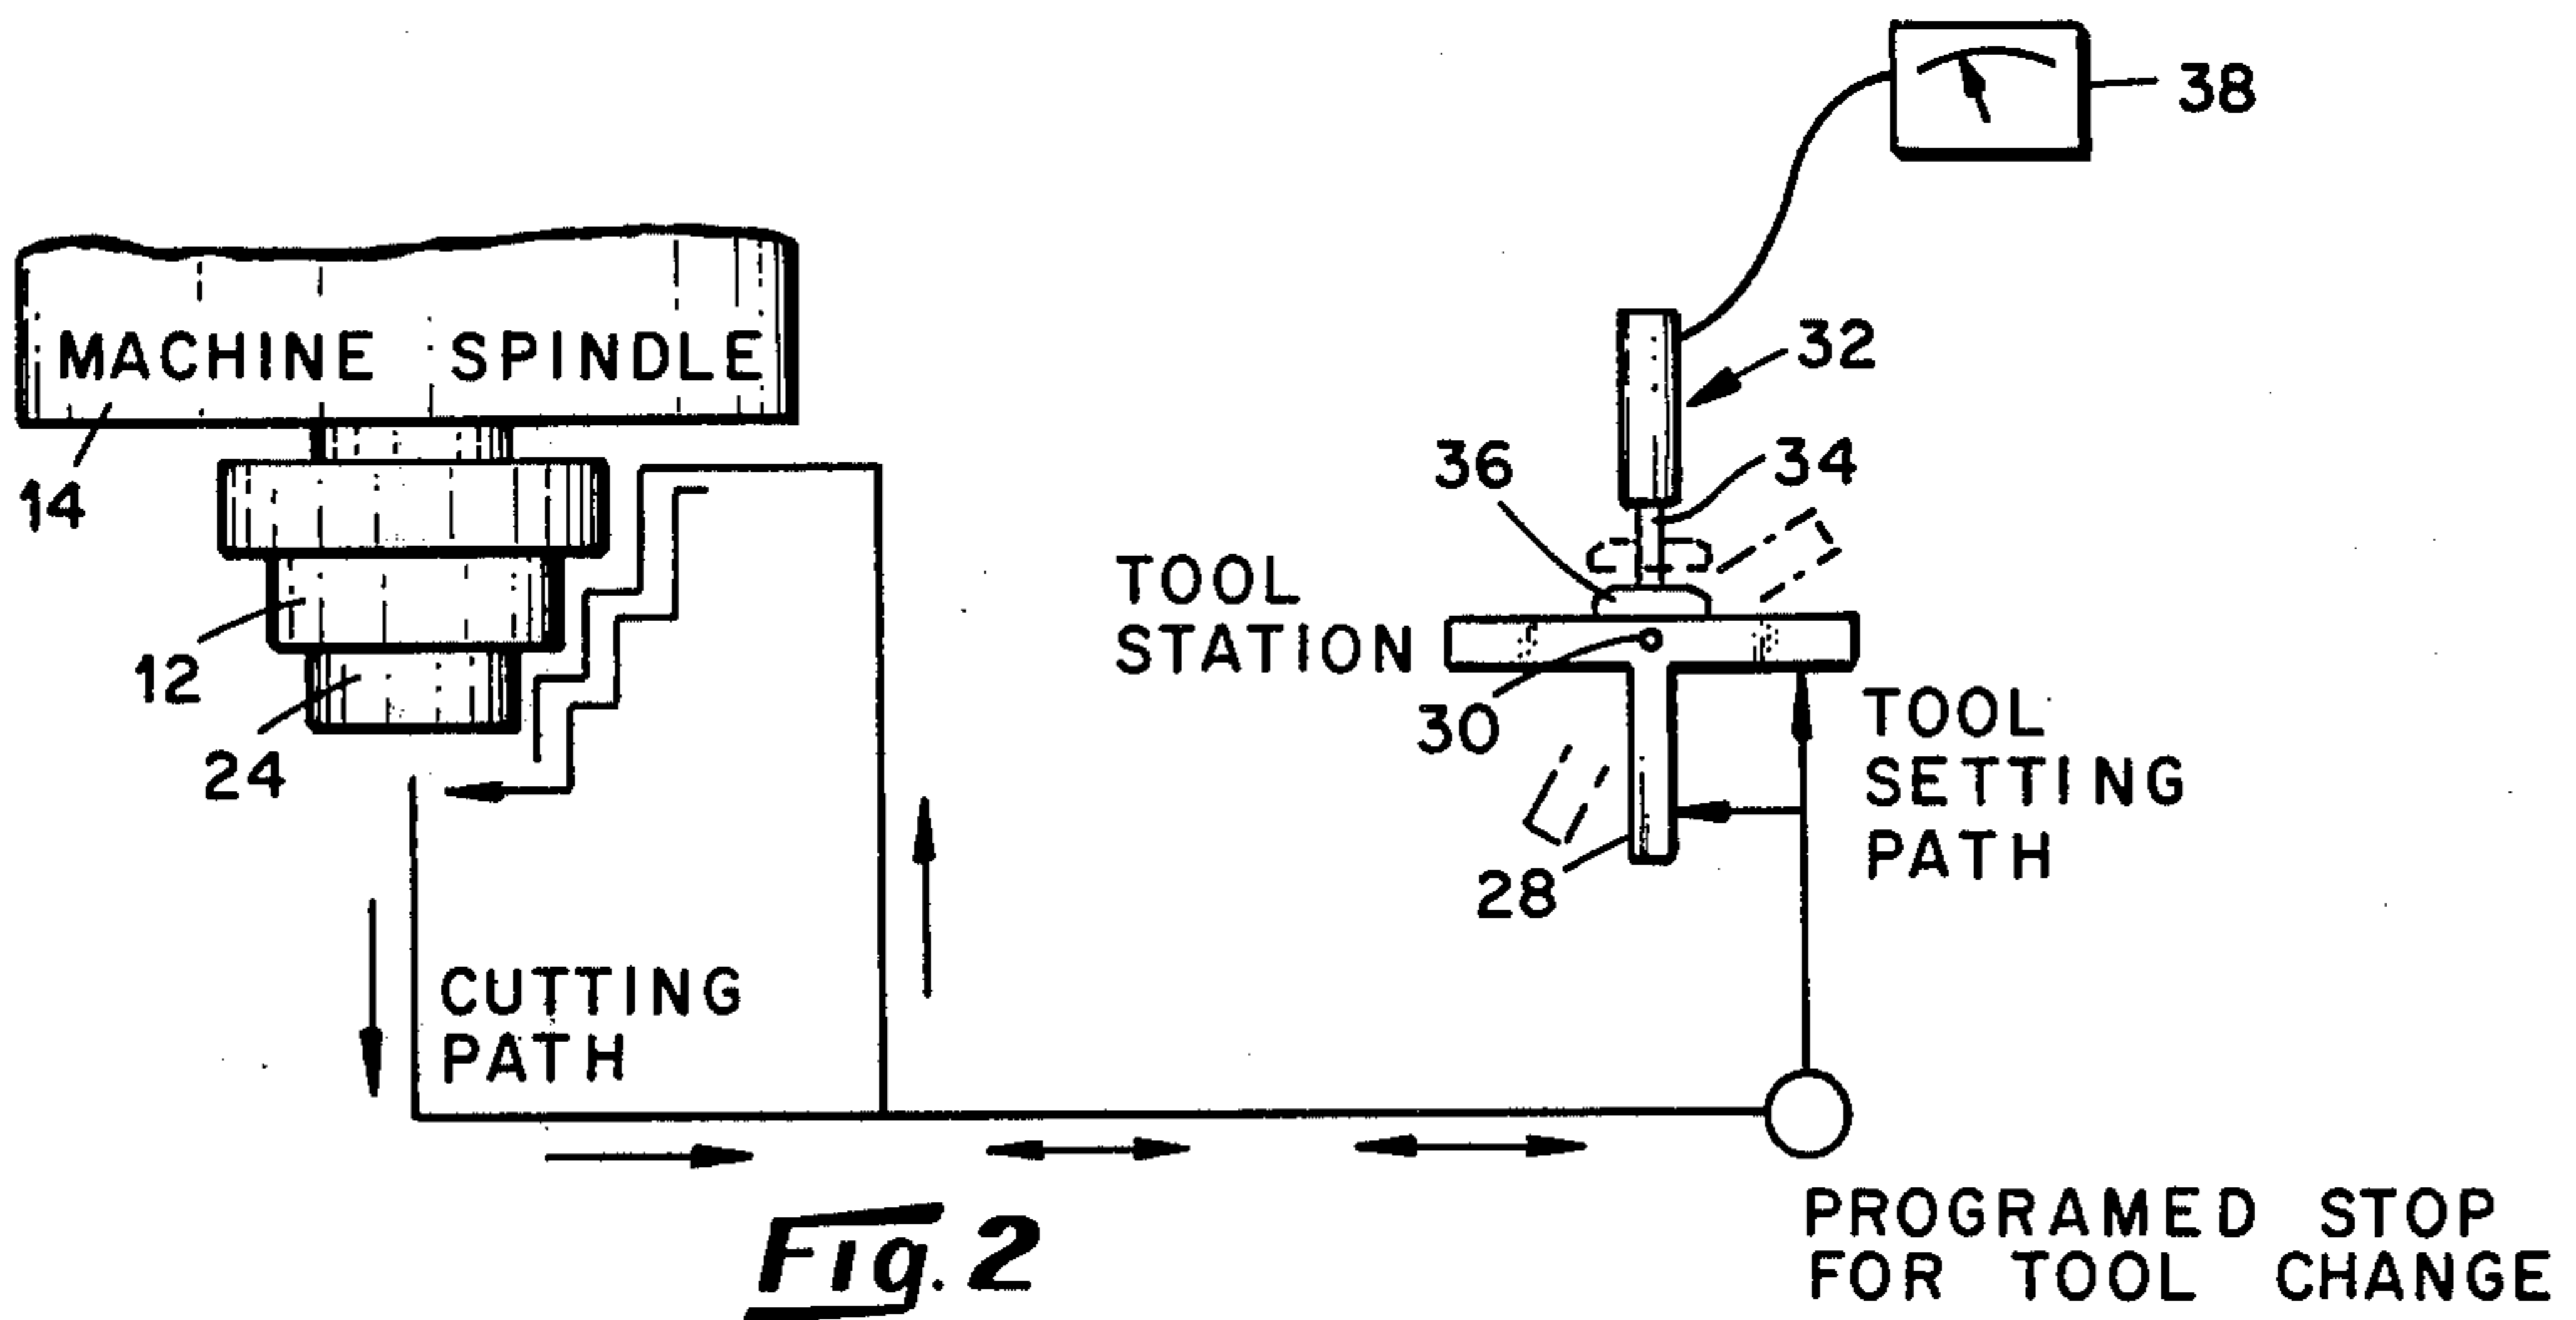 38
MACHINE SPINDLE
32
36
34
14
TOOL
STATION
12
30
TOOL
SETTING
PATH
24
28
CUTTING
PATH
PROGRAMED STOP
FOR TOOL CHANGE
Fig. 2